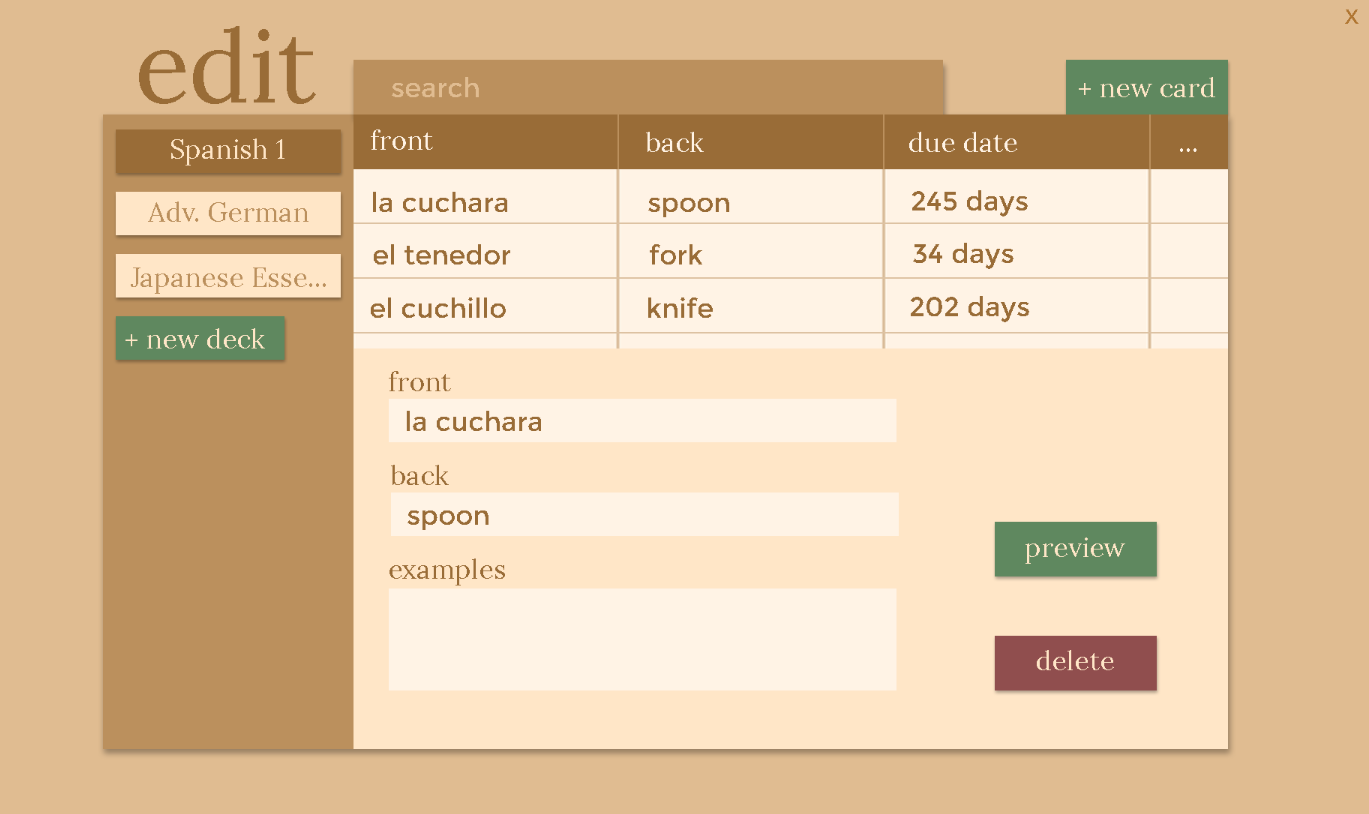 x
edit
search
+ new card
Spanish 1
Adv. German
Japanese Esse...
+ new deck
front back due date ...
la cuchara spoon 245 days
el tenedor fork 34 days
el cuchillo knife 202 days
front
la cuchara
back
spoon
examples
preview
delete